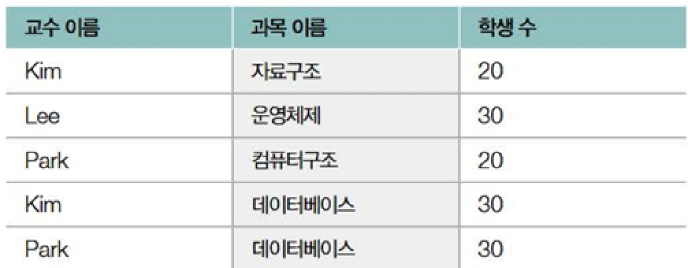 교수 이름 과목 이름 학생 수
Kim 자료구조 20
Lee 운영체제 30
Park 컴퓨터구조 20
Kim 데이터베이스 30
Park 데이터베이스 30